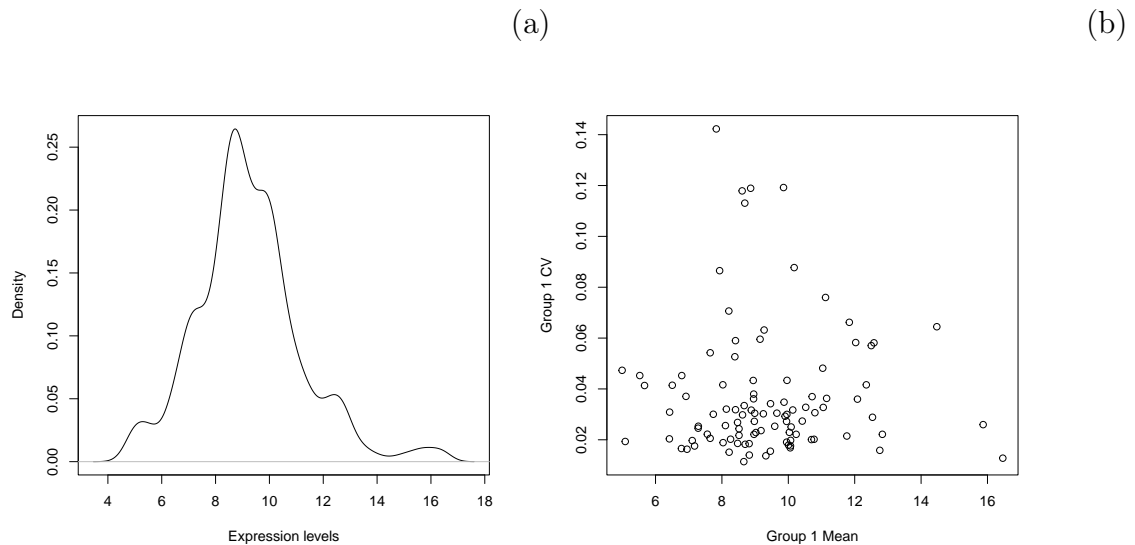 (a)
(b)
0.25
0.20
0.15
0.10
0.05
0.00
Density
4 6 8 10 12 14 16 18
Expression levels
0.14
0.12
0.10
0.08
0.06
0.04
0.02
Group 1 CV
6 8 10 12 14 16
Group 1 Mean